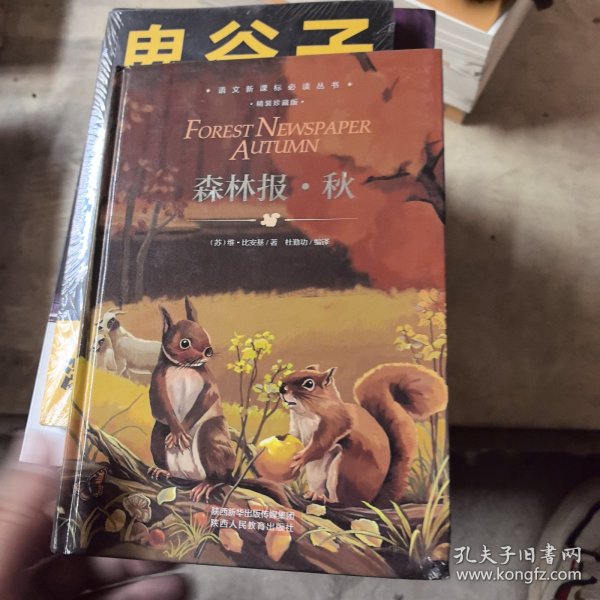 鬼谷子
语文新课标必读丛书
·精装珍藏版·
FOREST NEWSPAPER
AUTUMN
森林报·秋
（苏）维·比安基/著 杜勤功/编译
陕西新华出版传媒集团
陕西人民教育出版社
孔夫子旧书网
www.kongfz.com